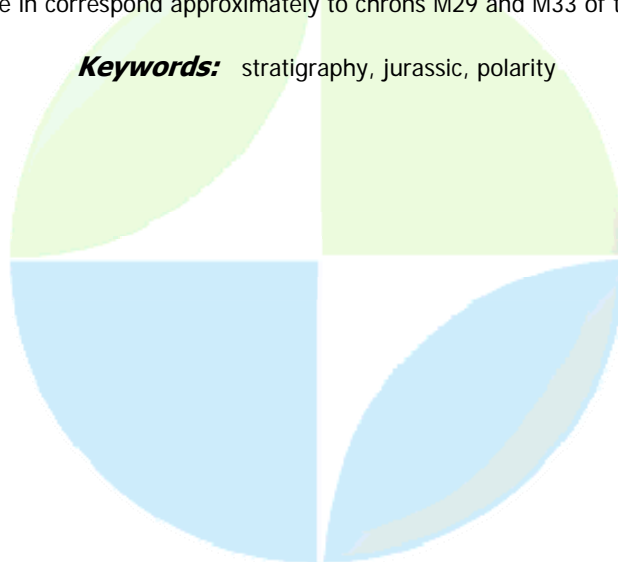 e in correspond approximately to chrons M29 and M33 of t
Keywords: stratigraphy, jurassic, polarity